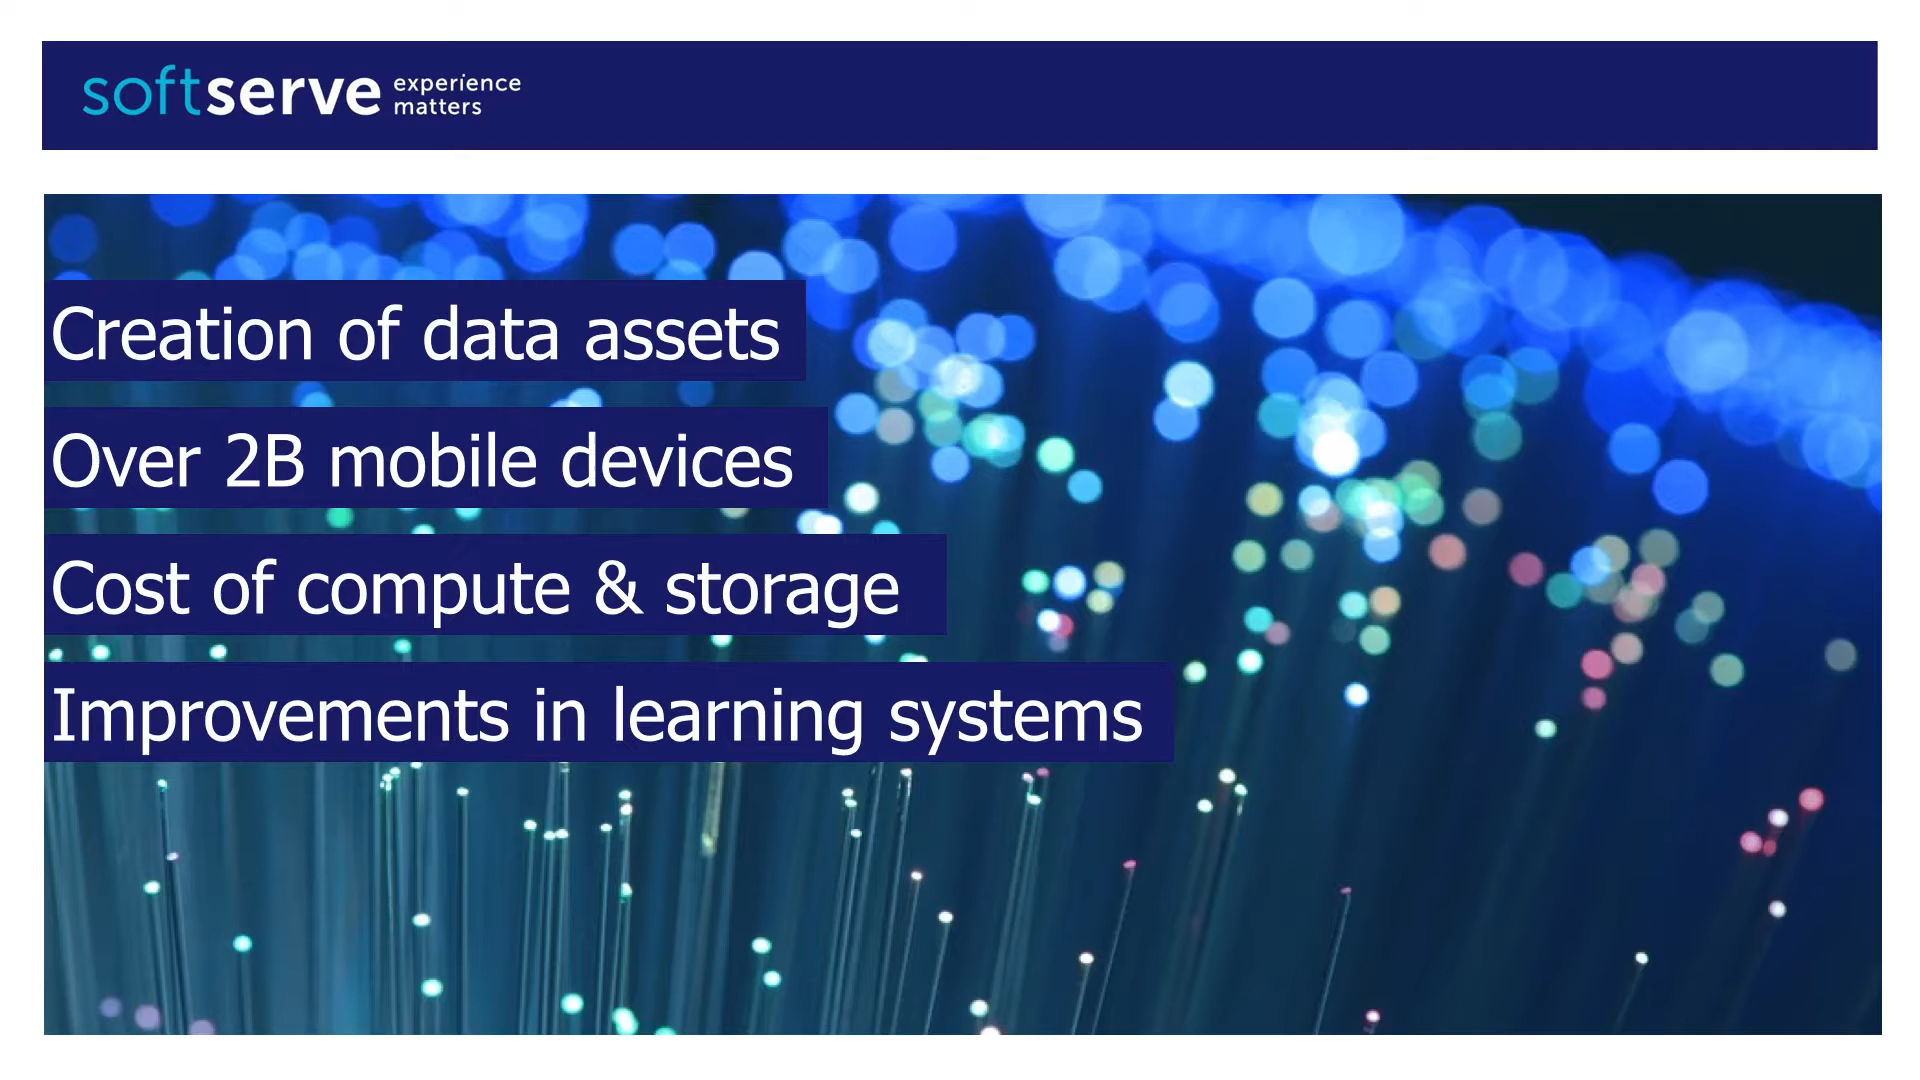 softserve experience
matters
Creation of data assets
Over 2B mobile devices
Cost of compute & storage
Improvements in learning systems